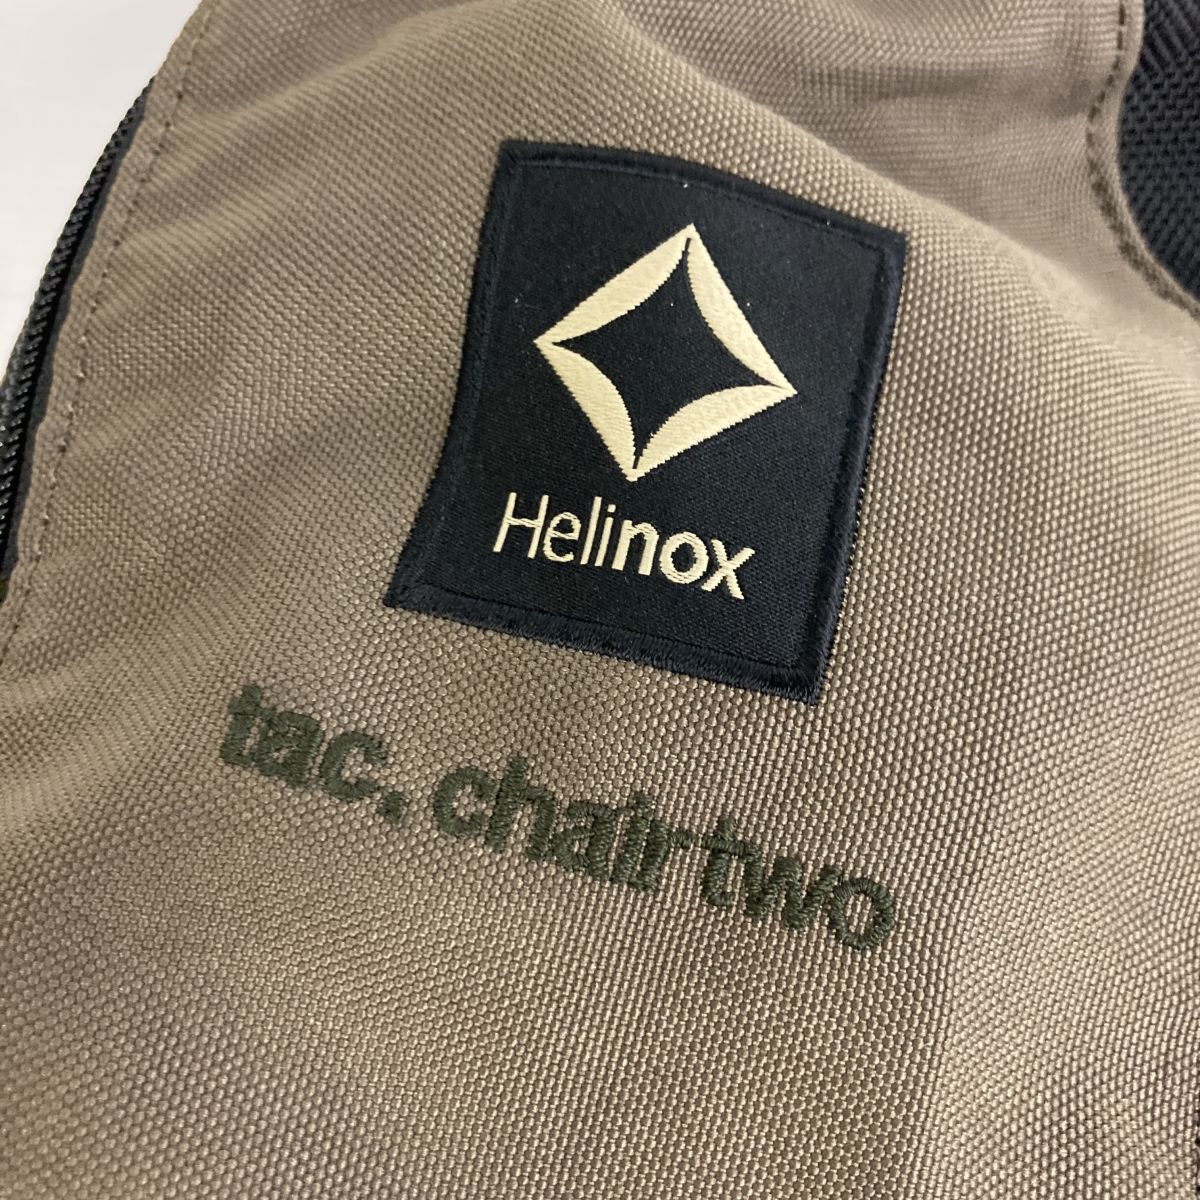 Helinox
tac. chair two